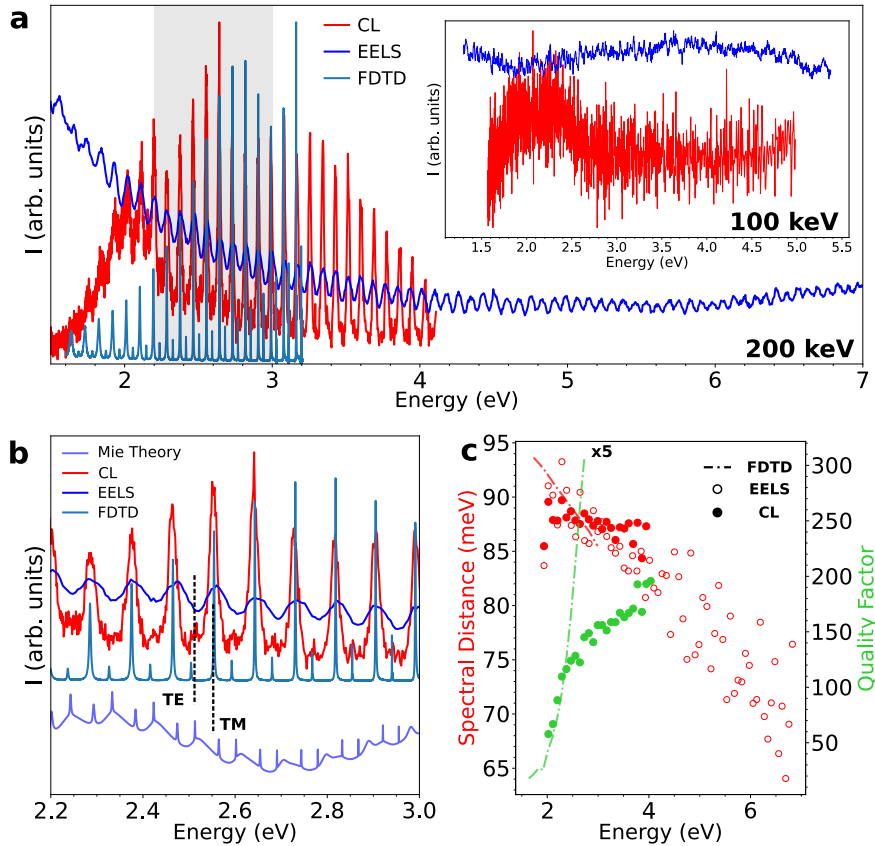 a
CL
EELS
FDTD
I (arb. units)
2
3
4
5
6
7
Energy (eV)
200 keV
I (arb. units)
1.5
2.0
2.5
3.0
3.5
4.0
4.5
5.0
5.5
Energy (eV)
100 keV
b
Mie Theory
CL
EELS
FDTD
I (arb. units)
TE
TM
2.2
2.4
2.6
2.8
3.0
Energy (eV)
c
x5
FDTD
EELS
CL
Spectral Distance (meV)
95
90
85
82
80
75
70
65
Quality Factor
300
250
200
150
100
50
2
4
6
Energy (eV)